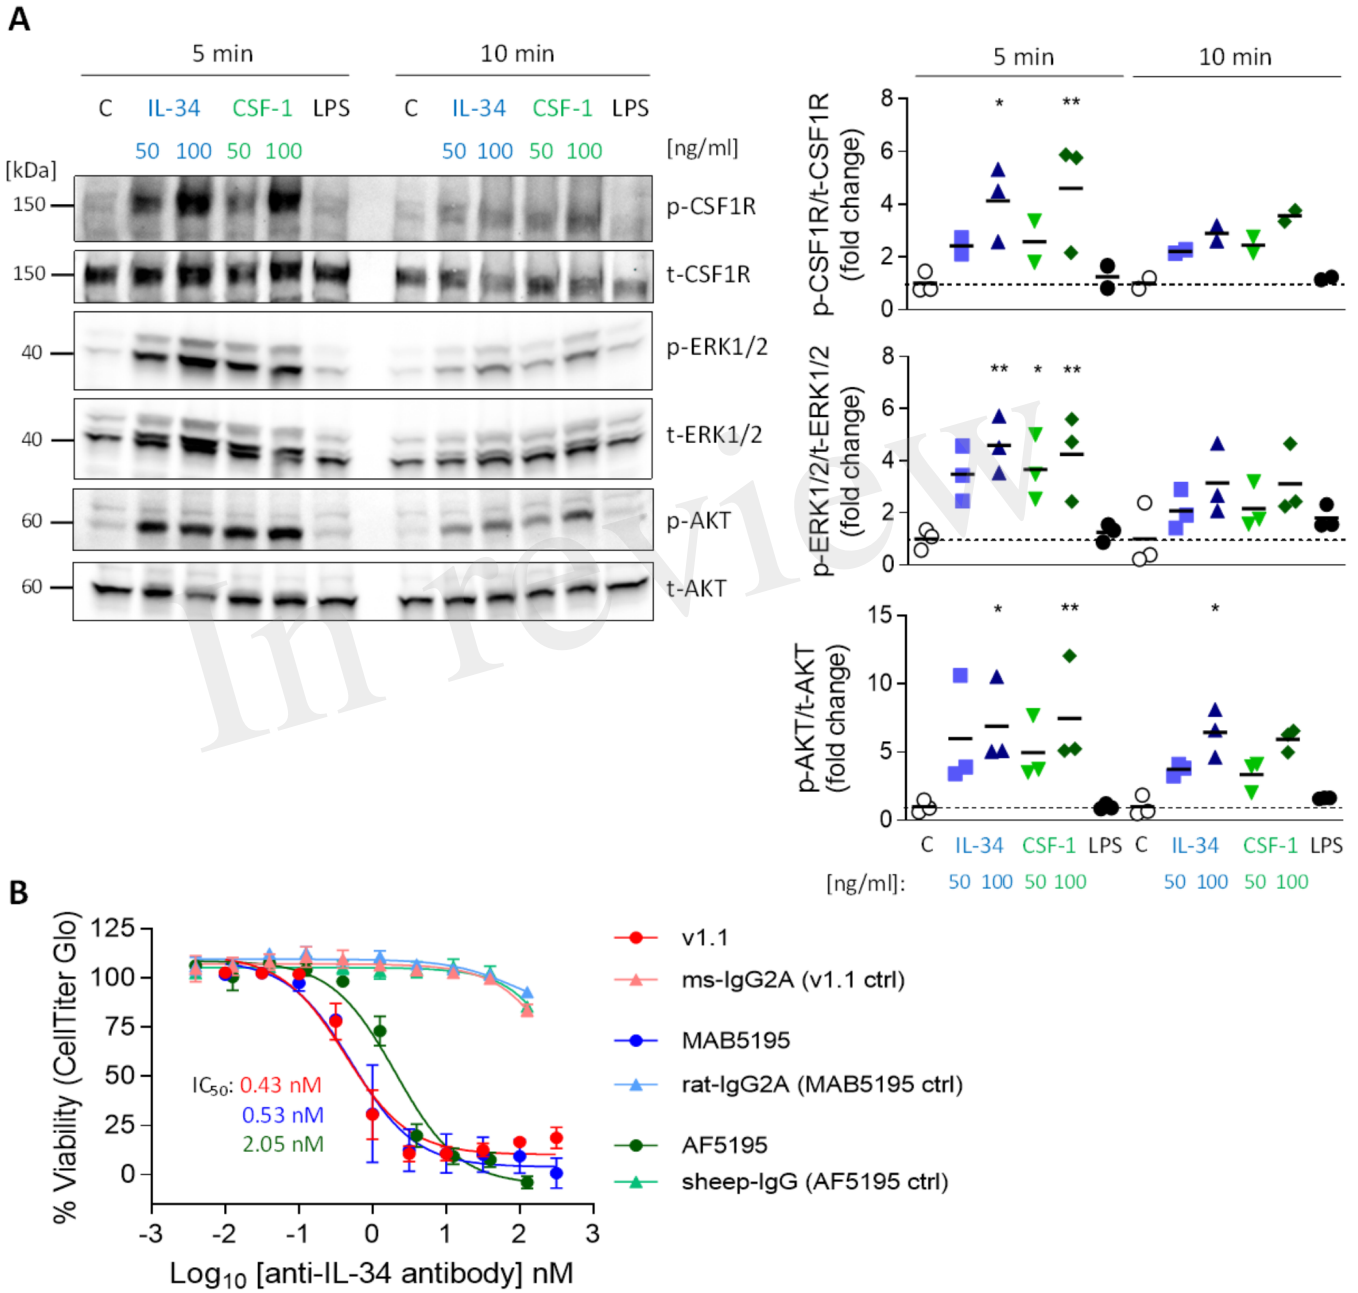 A
5 min 10 min
C IL-34 CSF-1 LPS C IL-34 CSF-1 LPS
50 100 50 100 50 100 50 100 [ng/ml]
[kDa]
150 p-CSF1R
150 t-CSF1R
40 p-ERK1/2
40 t-ERK1/2
60 p-AKT
60 t-AKT
5 min 10 min
p-CSF1R/t-CSF1R
(fold change)
8
6
4
2
0
* **
p-ERK1/2/t-ERK1/2
(fold change)
8
6
4
2
0
** * **
p-AKT/t-AKT
(fold change)
15
10
5
0
* ** *
C IL-34 CSF-1 LPS C IL-34 CSF-1 LPS
[ng/ml]: 50 100 50 100 50 100 50 100
In review
B
% Viability (CellTiter Glo)
125
100
75
50
25
0
IC50: 0.43 nM
0.53 nM
2.05 nM
-3 -2 -1 0 1 2 3
Log10 [anti-IL-34 antibody] nM
v1.1
ms-IgG2A (v1.1 ctrl)
MAB5195
rat-IgG2A (MAB5195 ctrl)
AF5195
sheep-IgG (AF5195 ctrl)